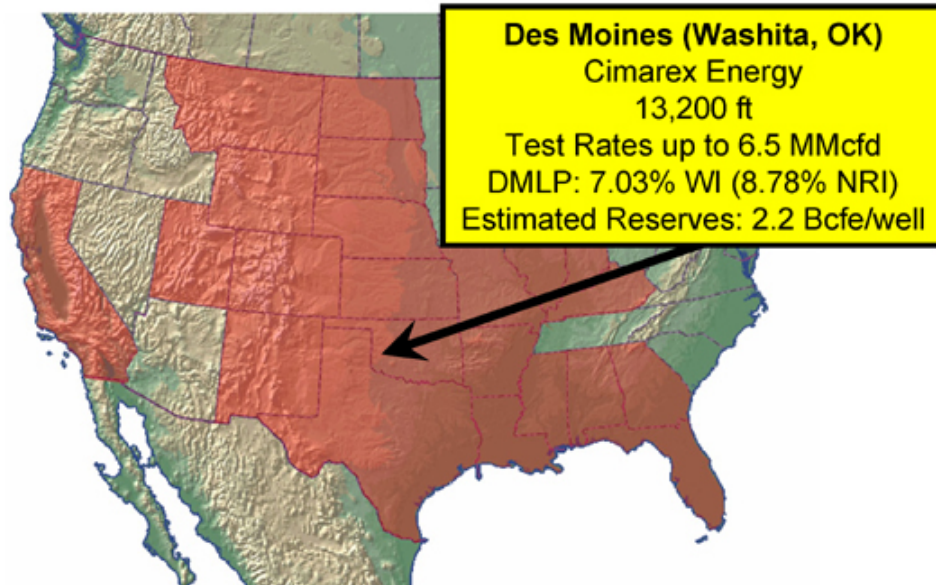 Des Moines (Washita, OK)
Cimarex Energy
13,200 ft
Test Rates up to 6.5 MMcfd
DMLP: 7.03% WI (8.78% NRI)
Estimated Reserves: 2.2 Bcfe/well